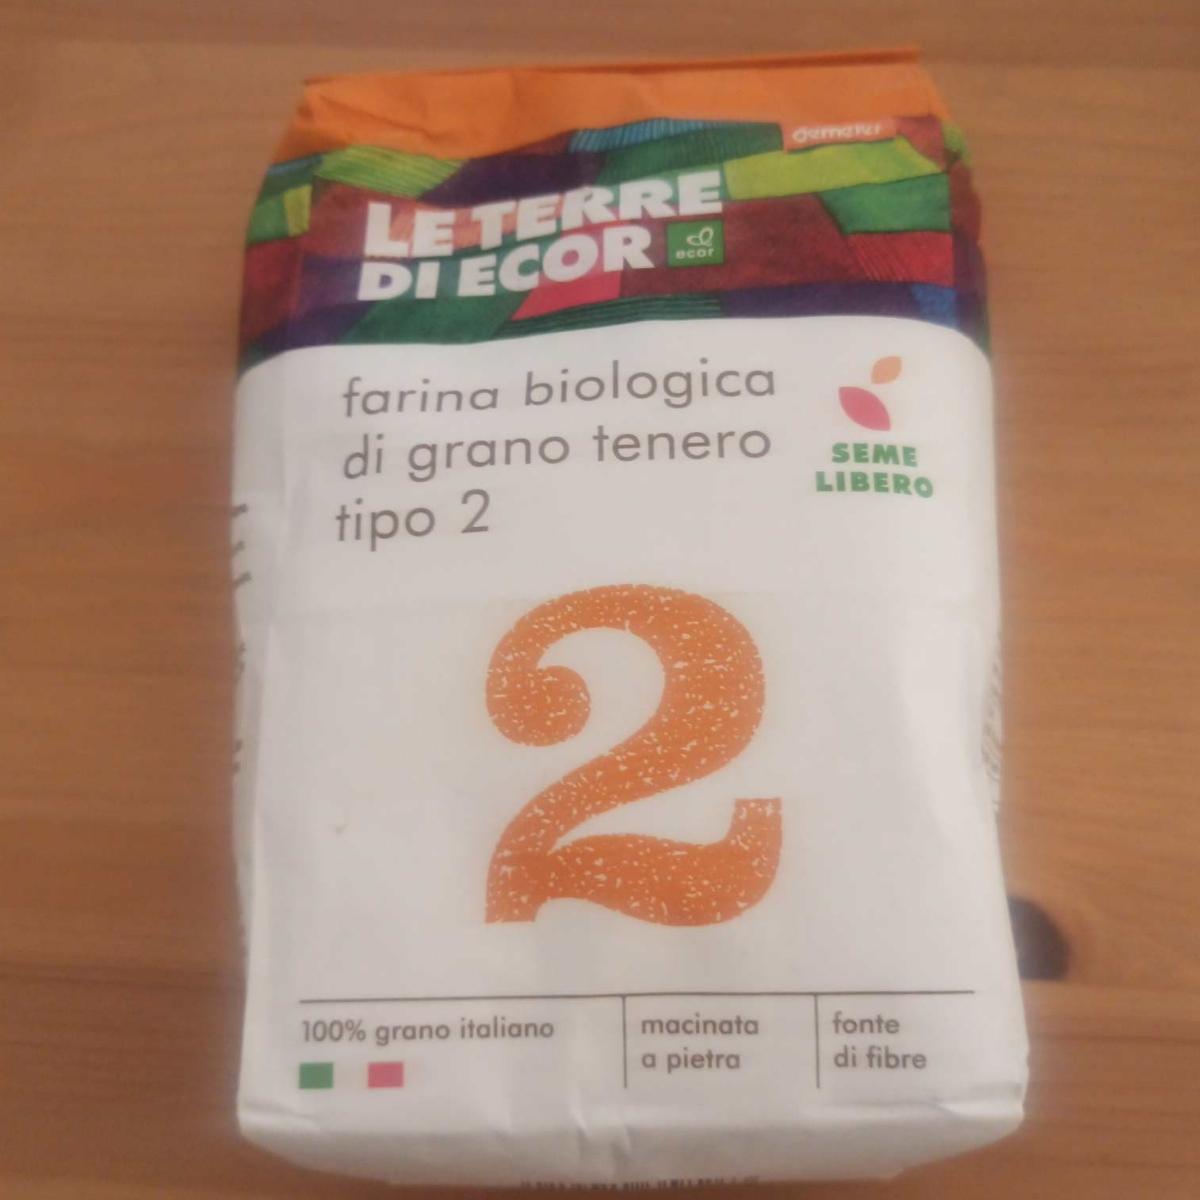 demeter
LE TERRE
DI ECOR
ecor
farina biologica
di grano tenero
tipo 2
SEME
LIBERO
2
100% grano italiano
macinata
a pietra
fonte
di fibre